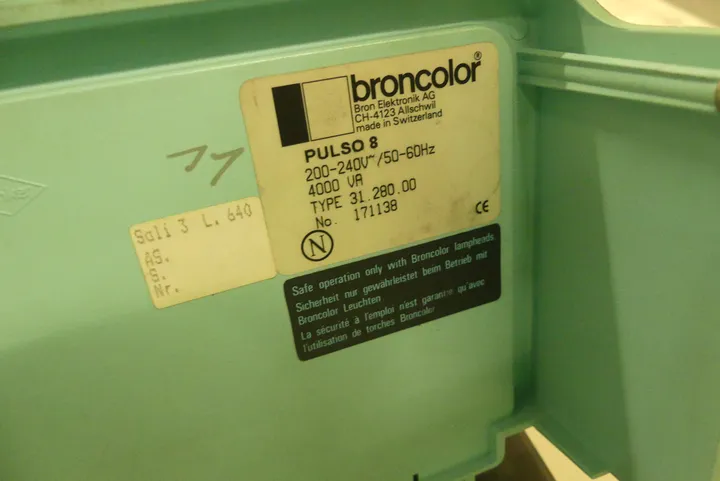 broncolor®
Bron Elektronik AG
CH-4123 Allschwil
made in Switzerland
PULSO 8
200-240V~/50-60Hz
4000 VA
TYPE 31.280.00
No. 171138
N
CE
Safe operation only with Broncolor lampheads.
Sicherheit nur gewährleistet beim Betrieb mit
Broncolor Leuchten
La sécurité à l'emploi n'est garantie qu'avec
l'utilisation de torches Broncolor
Sali 3 L. 640
AS.
S.
Nr.